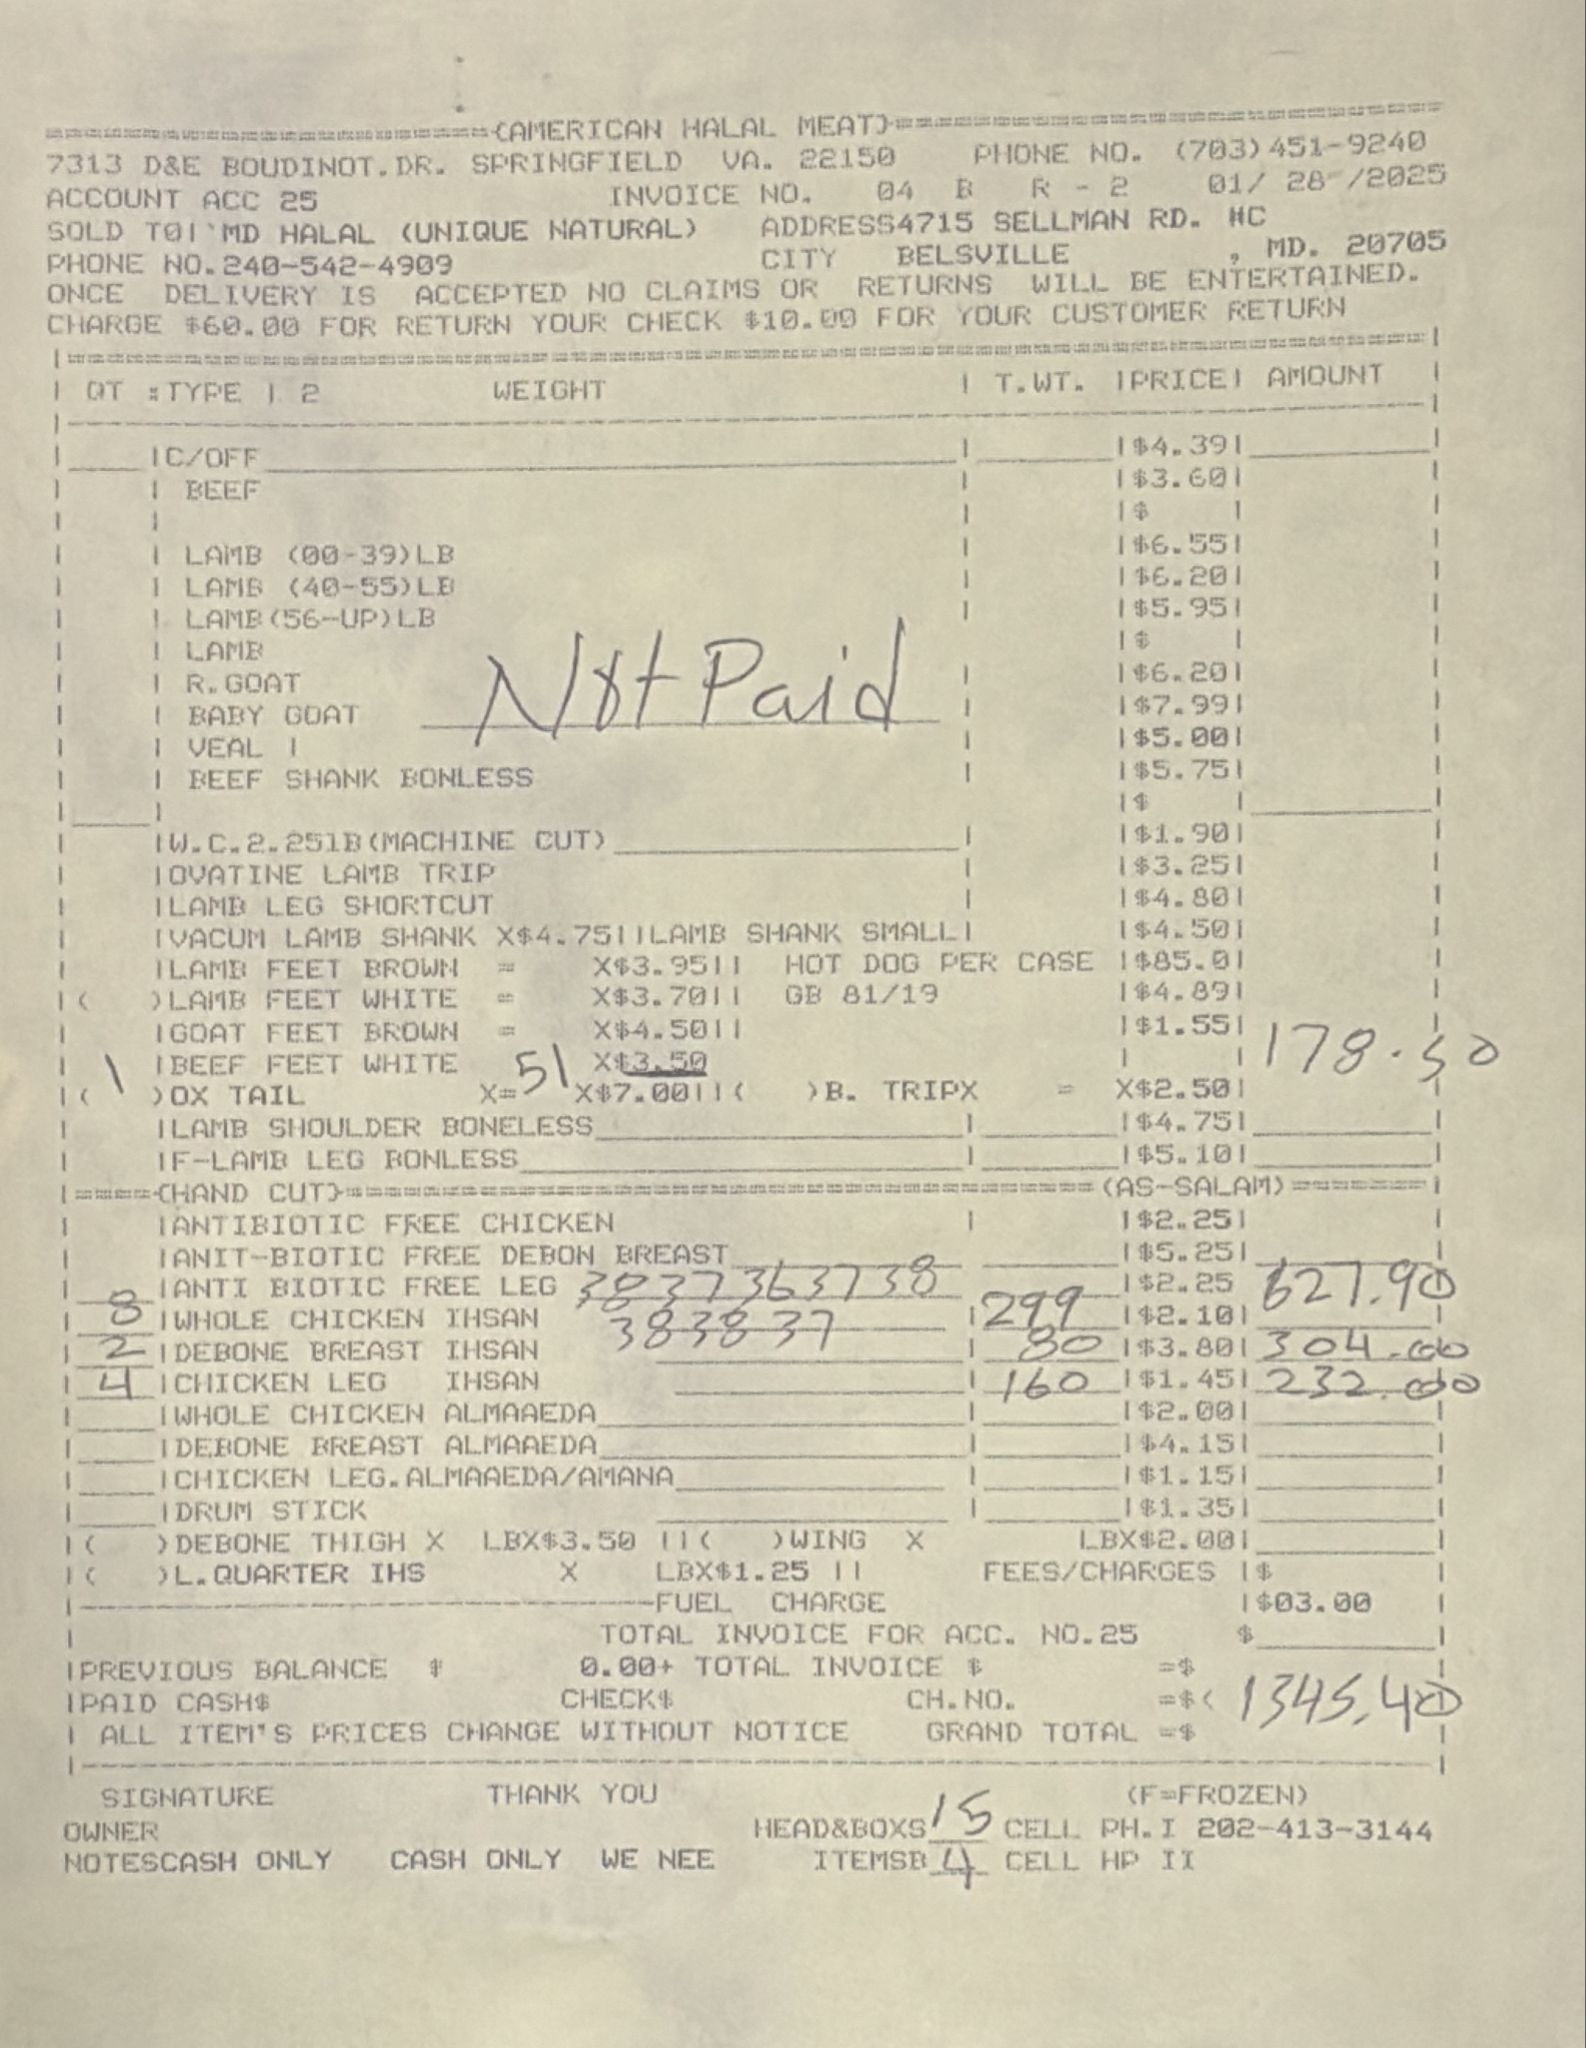 (AMERICAN HALAL MEAT)
7313 D&E BOUDINOT.DR. SPRINGFIELD VA. 22150 PHONE NO. (703)451-9240
ACCOUNT ACC 25 INVOICE NO. 04 B R - 2 01/ 28 /2025
SOLD TO|`MD HALAL (UNIQUE NATURAL) ADDRESS4715 SELLMAN RD. #C
PHONE NO.240-542-4909 CITY BELSVILLE , MD. 20705
ONCE DELIVERY IS ACCEPTED NO CLAIMS OR RETURNS WILL BE ENTERTAINED.
CHARGE $60.00 FOR RETURN YOUR CHECK $10.00 FOR YOUR CUSTOMER RETURN
QT :TYPE | 2 WEIGHT | T.WT. |PRICE| AMOUNT
C/OFF $4.39
BEEF $3.60
$
LAMB (00-39)LB $6.55
LAMB (40-55)LB $6.20
LAMB(56-UP)LB $5.95
LAMB $
R.GOAT $6.20
Not Paid
BABY GOAT $7.99
VEAL | $5.00
BEEF SHANK BONLESS $5.75
$
W.C.2.25lB(MACHINE CUT) $1.90
OVATINE LAMB TRIP $3.25
LAMB LEG SHORTCUT $4.80
VACUM LAMB SHANK X$4.75||LAMB SHANK SMALL| $4.50
LAMB FEET BROWN = X$3.95|| HOT DOG PER CASE |$85.0|
( )LAMB FEET WHITE = X$3.70|| GB 81/19 $4.89
GOAT FEET BROWN = X$4.50|| $1.55
BEEF FEET WHITE X$3.50 178.50
( 1 )OX TAIL X= 51 X$7.00||( )B. TRIPX = X$2.50
LAMB SHOULDER BONELESS $4.75
F-LAMB LEG BONLESS $5.10
(HAND CUT) (AS-SALAM)
ANTIBIOTIC FREE CHICKEN $2.25
ANIT-BIOTIC FREE DEBON BREAST $5.25
ANTI BIOTIC FREE LEG 38 37 36 37 38 $2.25
8 WHOLE CHICKEN IHSAN 38 38 37 299 $2.10 627.90
2 DEBONE BREAST IHSAN 80 $3.80 304.00
4 CHICKEN LEG IHSAN 160 $1.45 232.00
WHOLE CHICKEN ALMAAEDA $2.00
DEBONE BREAST ALMAAEDA $4.15
CHICKEN LEG.ALMAAEDA/AMANA $1.15
DRUM STICK $1.35
( )DEBONE THIGH X LBX$3.50 ||( )WING X LBX$2.00
( )L.QUARTER IHS X LBX$1.25 || FEES/CHARGES |$
FUEL CHARGE |$03.00
TOTAL INVOICE FOR ACC. NO.25 $
PREVIOUS BALANCE $ 0.00+ TOTAL INVOICE $ =$
PAID CASH$ CHECK$ CH.NO. =$( 1345.40
ALL ITEM'S PRICES CHANGE WITHOUT NOTICE GRAND TOTAL =$
SIGNATURE THANK YOU (F=FROZEN)
OWNER HEAD&BOXS 15 CELL PH.I 202-413-3144
NOTESCASH ONLY CASH ONLY WE NEE ITEMSB 4 CELL HP II